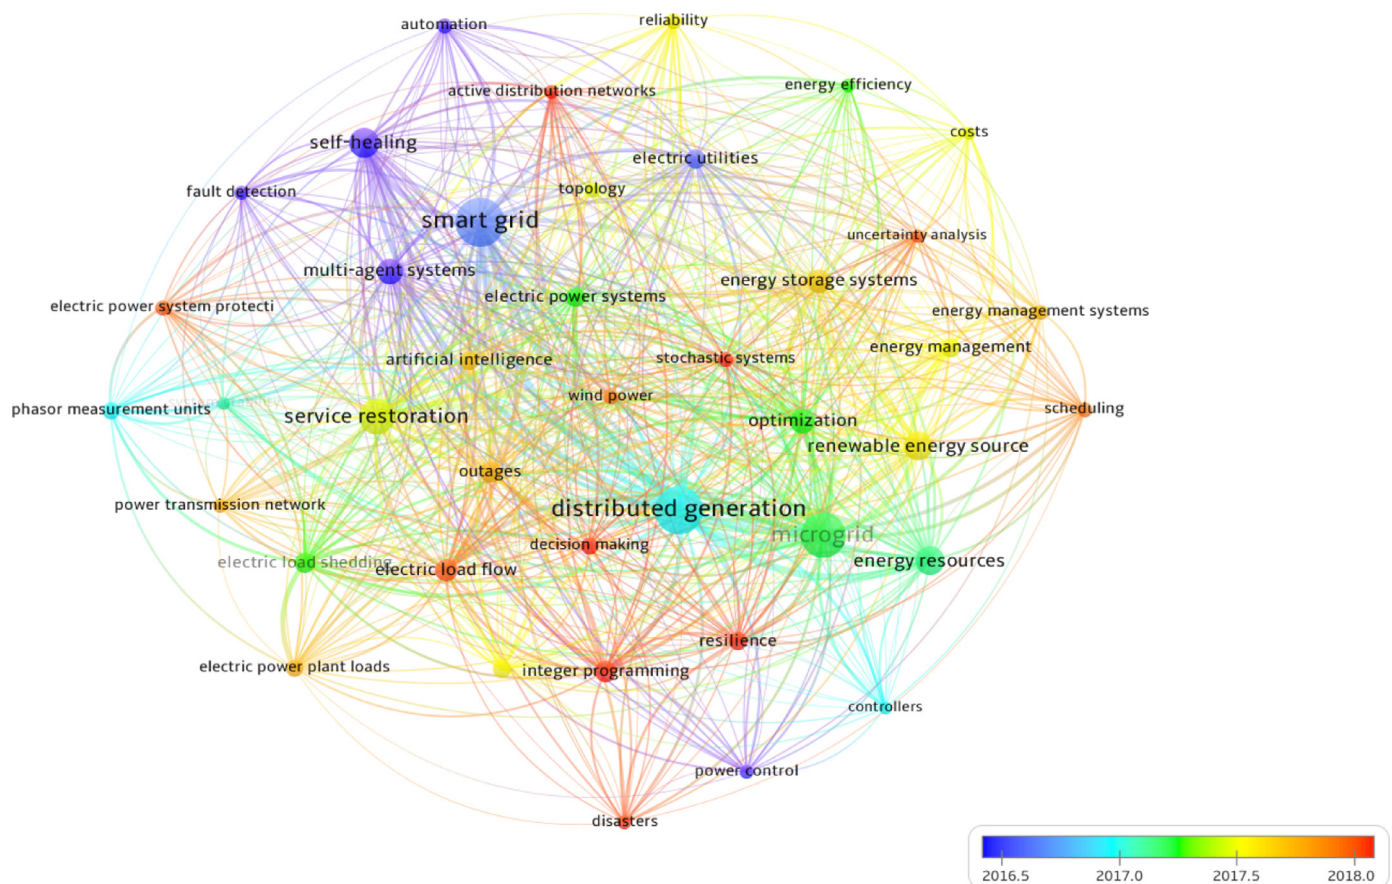 automation
reliability
active distribution networks
energy efficiency
costs
self-healing
electric utilities
fault detection
topology
smart grid
uncertainty analysis
multi-agent systems
energy storage systems
electric power systems
electric power system protecti
energy management systems
energy management
artificial intelligence
stochastic systems
wind power
phasor measurement units
scheduling
service restoration
optimization
renewable energy source
outages
power transmission network
distributed generation
microgrid
decision making
electric load shedding
electric load flow
energy resources
resilience
electric power plant loads
integer programming
controllers
power control
disasters
2016.5
2017.0
2017.5
2018.0